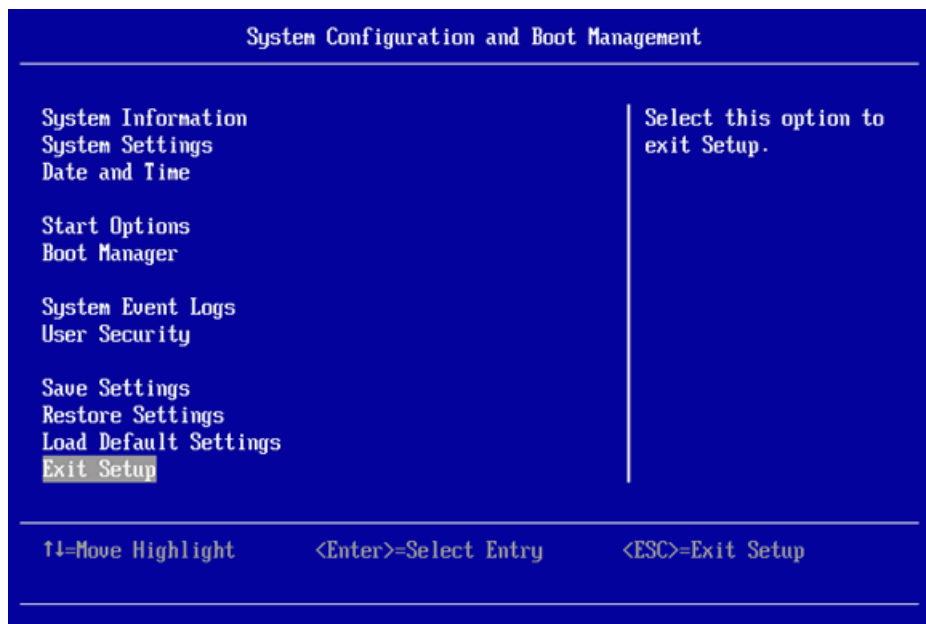 System Configuration and Boot Management
System Information
System Settings
Date and Time
Start Options
Boot Manager
System Event Logs
User Security
Save Settings
Restore Settings
Load Default Settings
Exit Setup
Select this option to
exit Setup.
↑↓=Move Highlight <Enter>=Select Entry <ESC>=Exit Setup